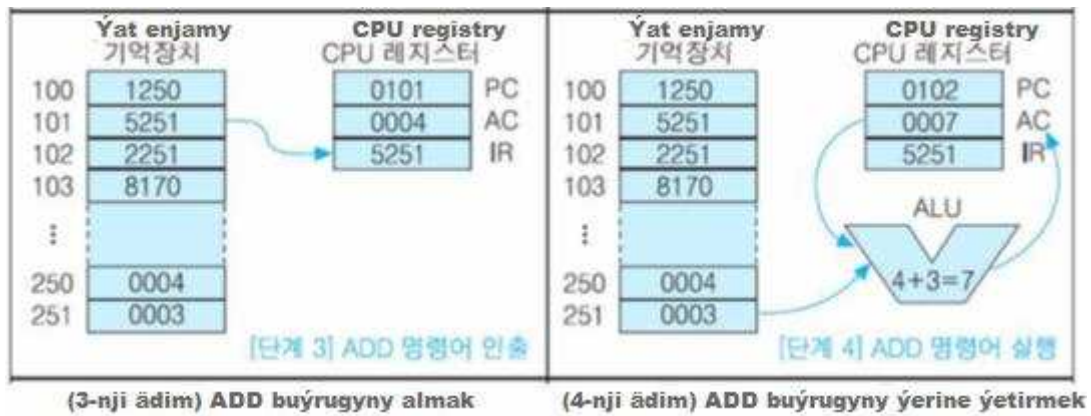 Ýat enjamy CPU registry
기억장치 CPU 레지스터
100 1250 0101 PC
101 5251 0004 AC
102 2251 5251 IR
103 8170
⋮
250 0004
251 0003
[단계 3] ADD 명령어 인출
(3-nji ädim) ADD buýrugyny almak
Ýat enjamy CPU registry
기억장치 CPU 레지스터
100 1250 0102 PC
101 5251 0007 AC
102 2251 5251 IR
103 8170
ALU
⋮
250 0004 4+3=7
251 0003
[단계 4] ADD 명령어 실행
(4-nji ädim) ADD buýrugyny ýerine ýetirmek